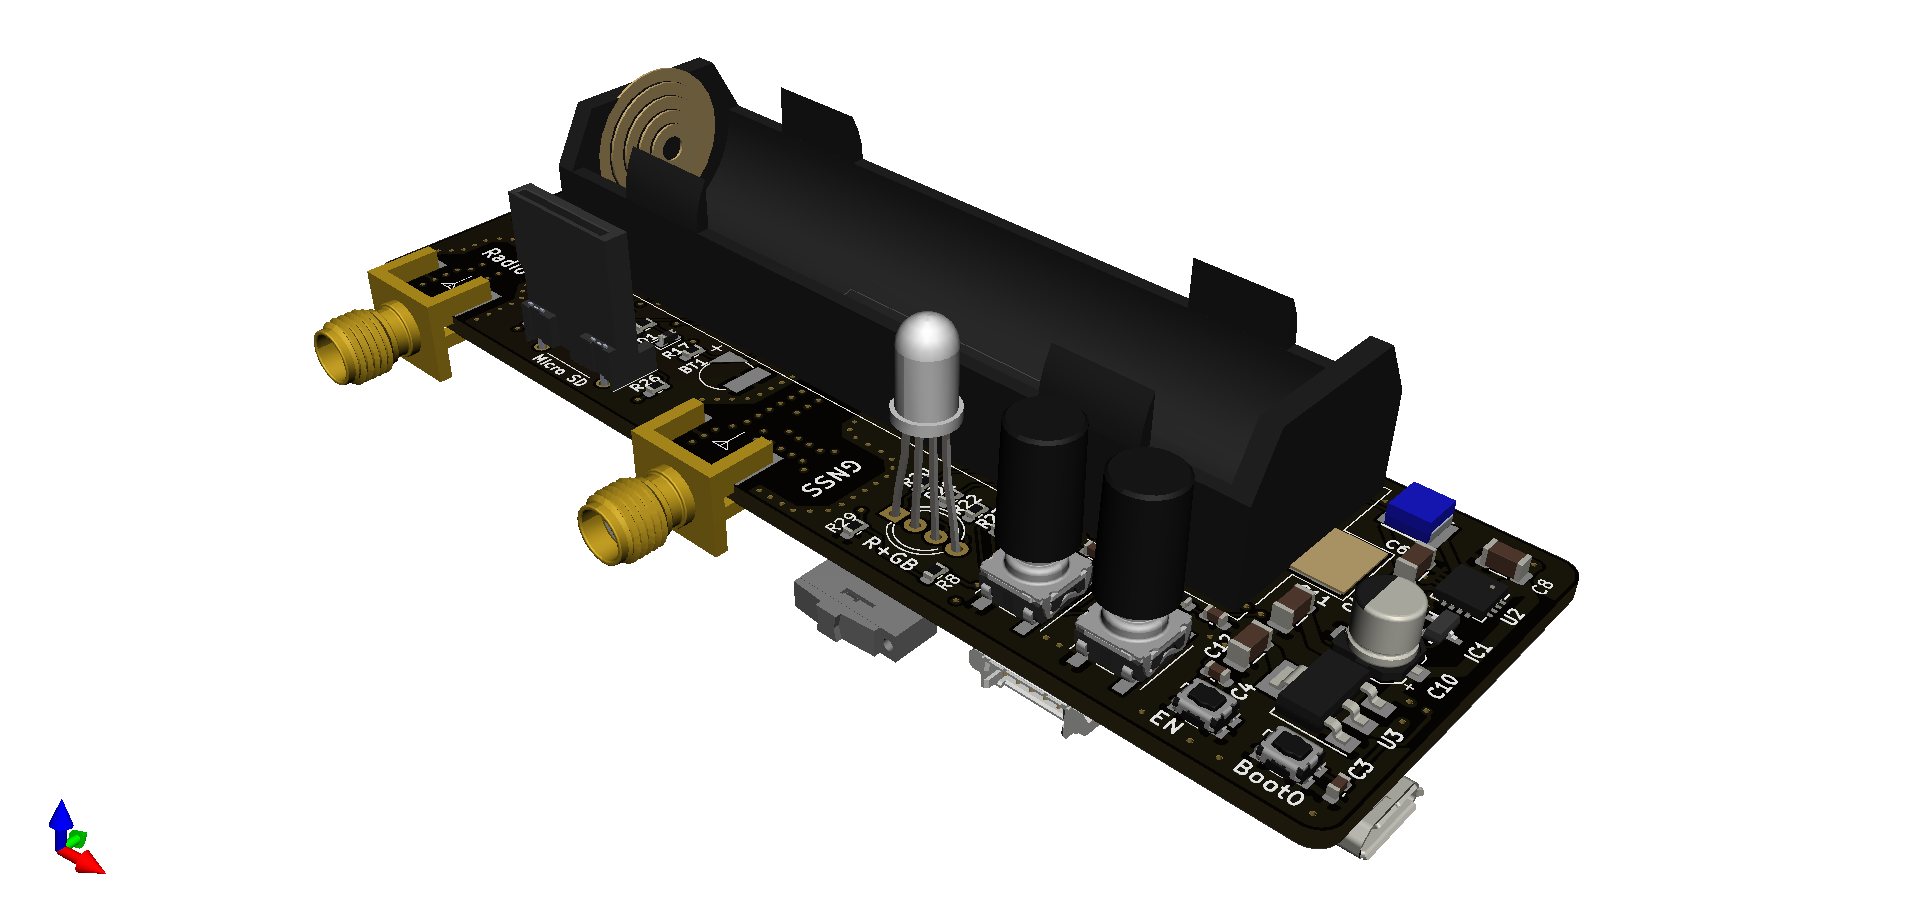 Radio
Micro SD
R17
BT1
+
R26
GNSS
R29
R22
R+GB
R8
C6
C8
U2
IC1
C12
C10
+
C4
EN
U3
C3
Boot0